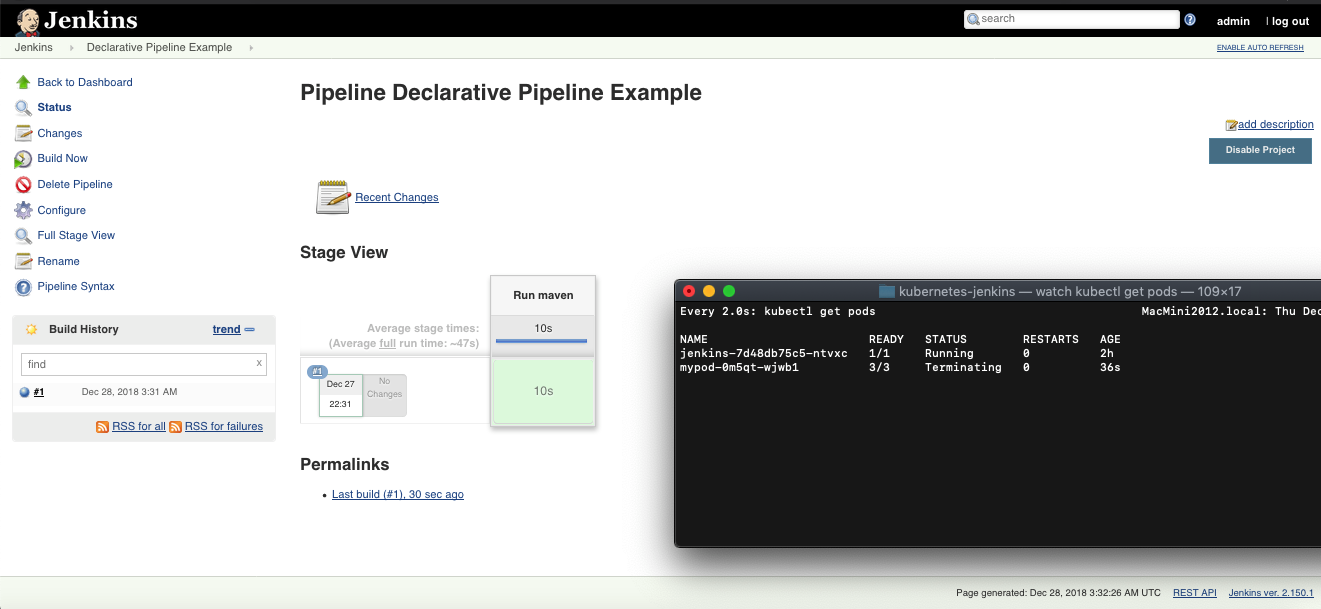 Jenkins
search
admin
| log out
Jenkins
Declarative Pipeline Example
ENABLE AUTO REFRESH
Back to Dashboard
Status
Changes
Build Now
Delete Pipeline
Configure
Full Stage View
Rename
Pipeline Syntax
Build History
trend
find
x
#1
Dec 28, 2018 3:31 AM
RSS for all
RSS for failures
Pipeline Declarative Pipeline Example
add description
Disable Project
Recent Changes
Stage View
Run maven
Average stage times:
(Average full run time: ~47s)
10s
#1
Dec 27
22:31
No
Changes
10s
Permalinks
Last build (#1), 30 sec ago
kubernetes-jenkins — watch kubectl get pods — 109×17
Every 2.0s: kubectl get pods MacMini2012.local: Thu Dec
NAME READY STATUS RESTARTS AGE
jenkins-7d48db75c5-ntvxc 1/1 Running 0 2h
mypod-0m5qt-wjwb1 3/3 Terminating 0 36s
Page generated: Dec 28, 2018 3:32:26 AM UTC
REST API
Jenkins ver. 2.150.1